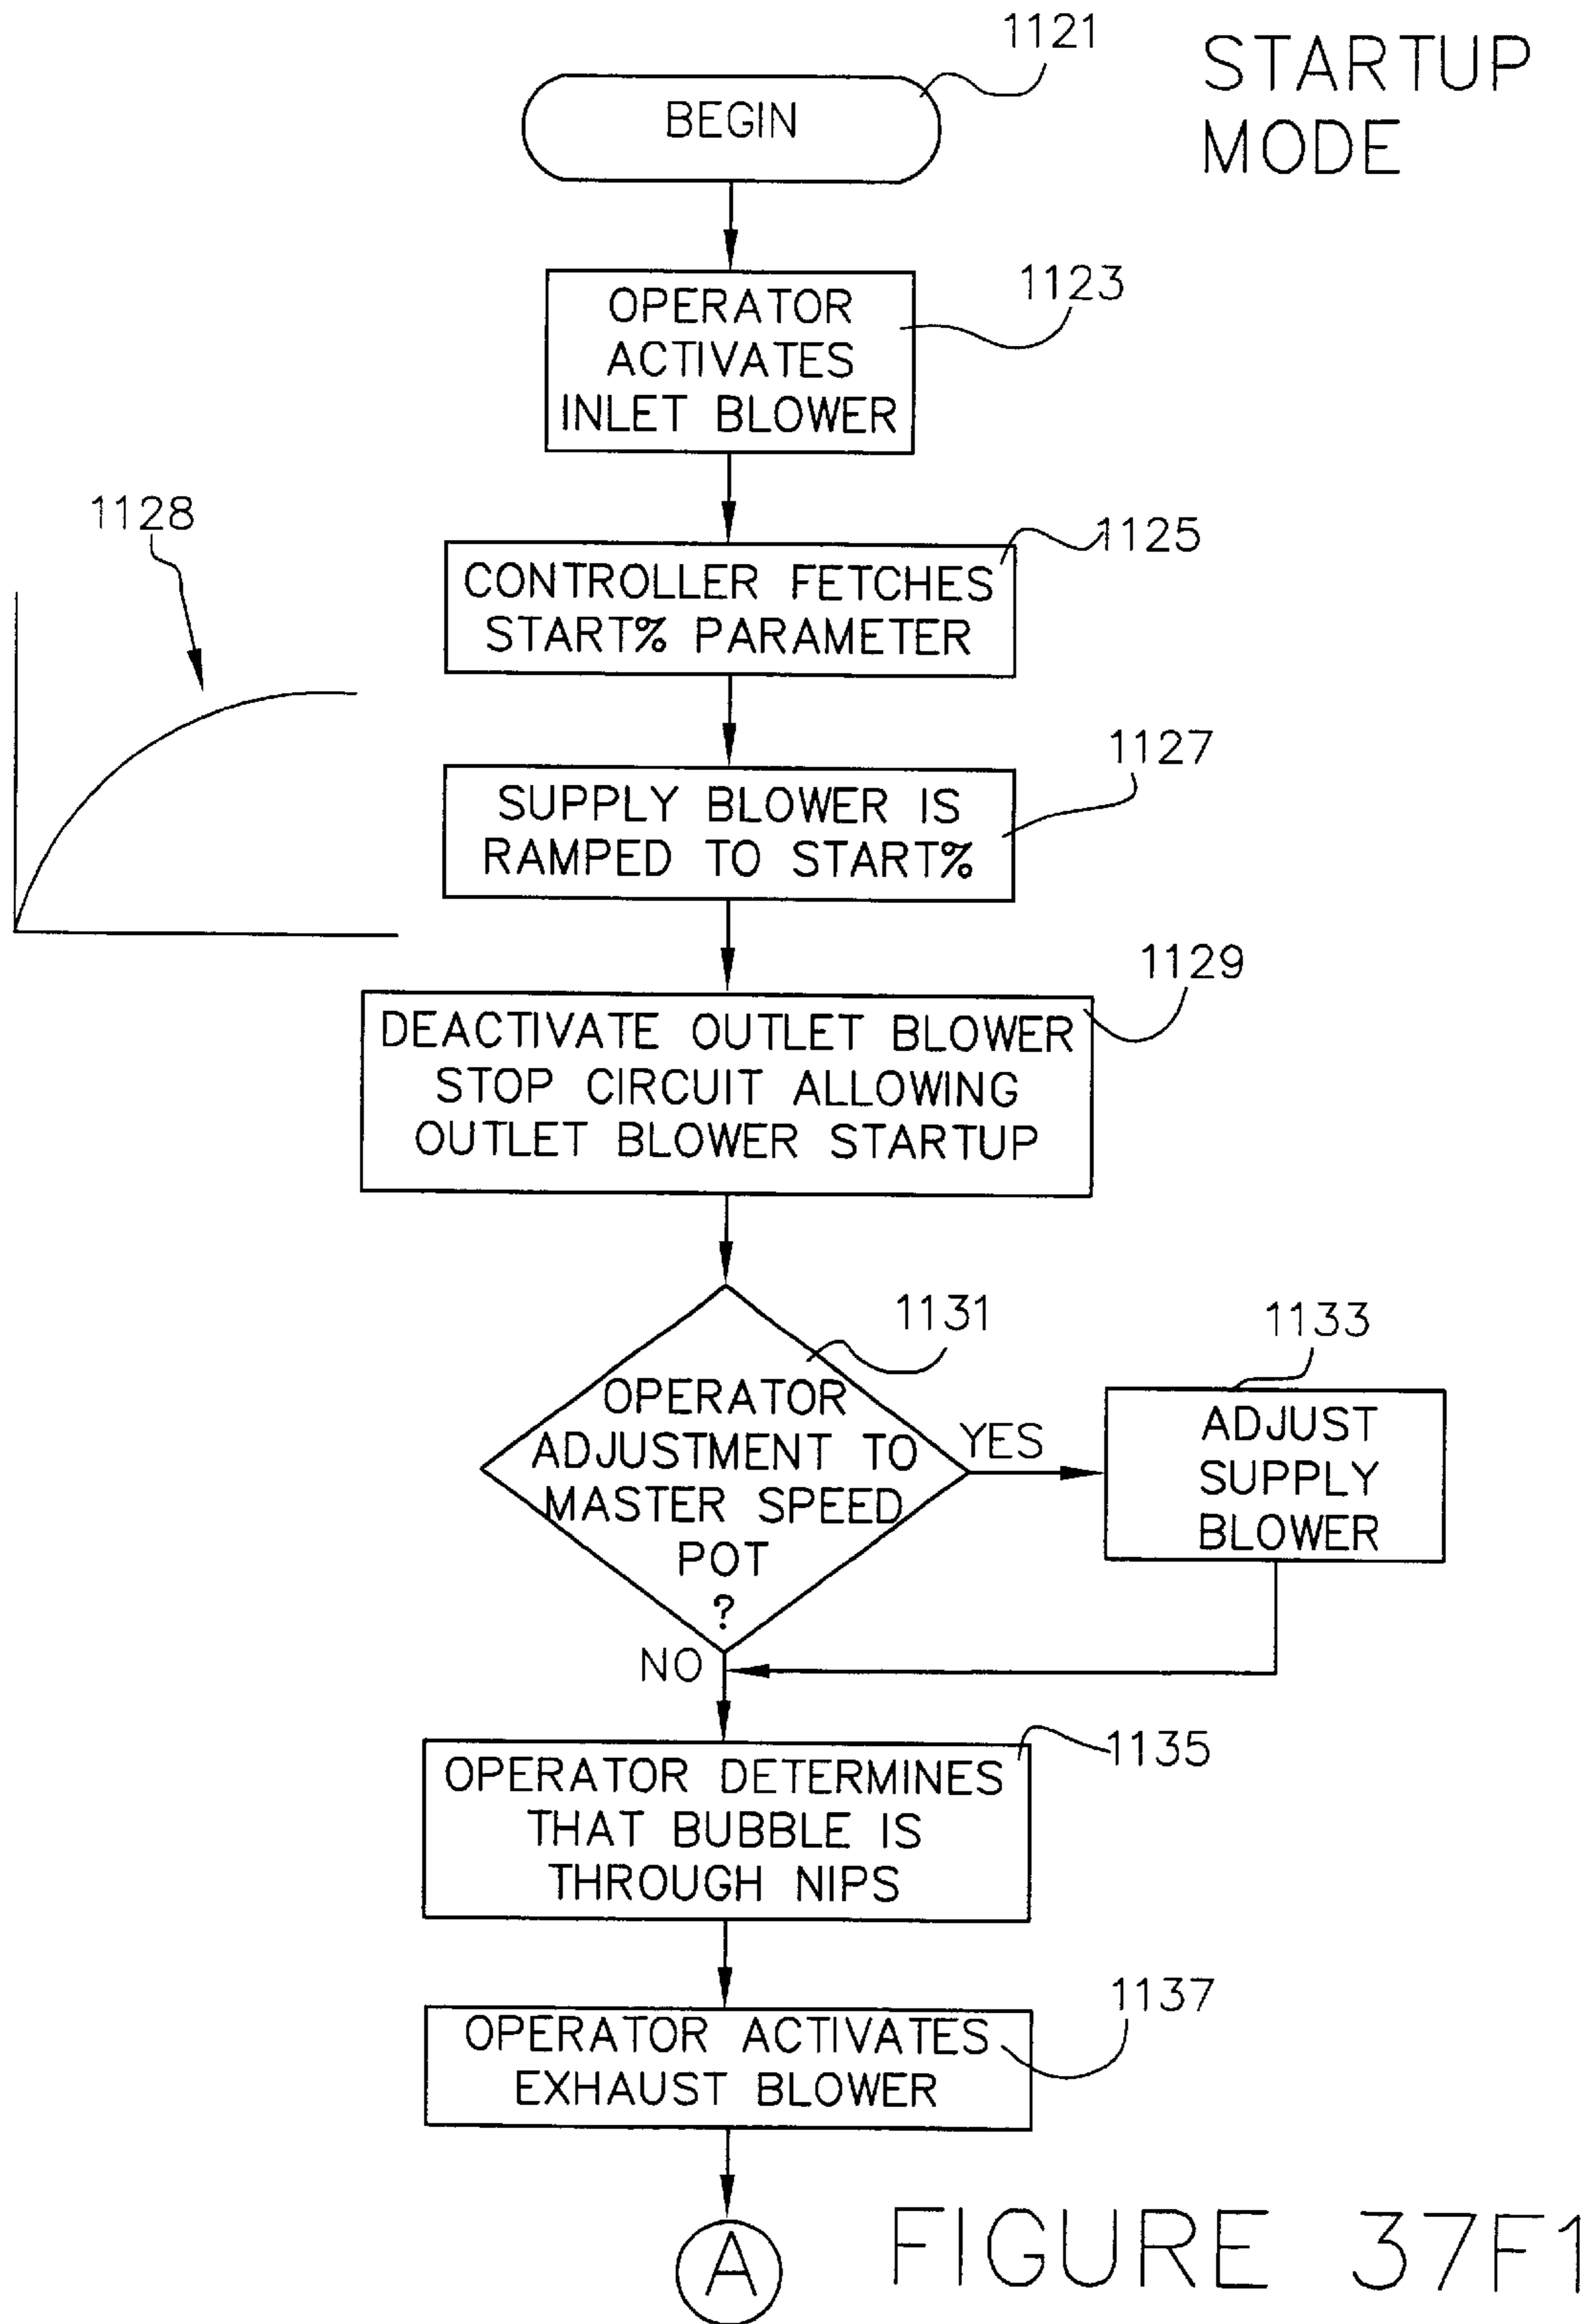 1121
STARTUP
MODE
BEGIN
1123
OPERATOR
ACTIVATES
INLET BLOWER
1128
1125
CONTROLLER FETCHES
START% PARAMETER
1127
SUPPLY BLOWER IS
RAMPED TO START%
1129
DEACTIVATE OUTLET BLOWER
STOP CIRCUIT ALLOWING
OUTLET BLOWER STARTUP
1131
OPERATOR
ADJUSTMENT TO
MASTER SPEED
POT
?
YES
1133
ADJUST
SUPPLY
BLOWER
NO
1135
OPERATOR DETERMINES
THAT BUBBLE IS
THROUGH NIPS
1137
OPERATOR ACTIVATES
EXHAUST BLOWER
A
FIGURE 37F1